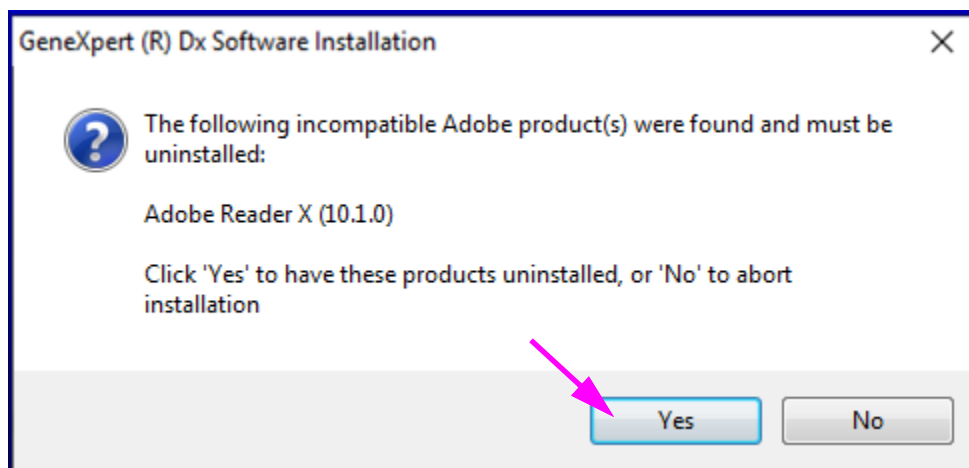 GeneXpert (R) Dx Software Installation
The following incompatible Adobe product(s) were found and must be
uninstalled:
Adobe Reader X (10.1.0)
Click 'Yes' to have these products uninstalled, or 'No' to abort
installation
Yes
No